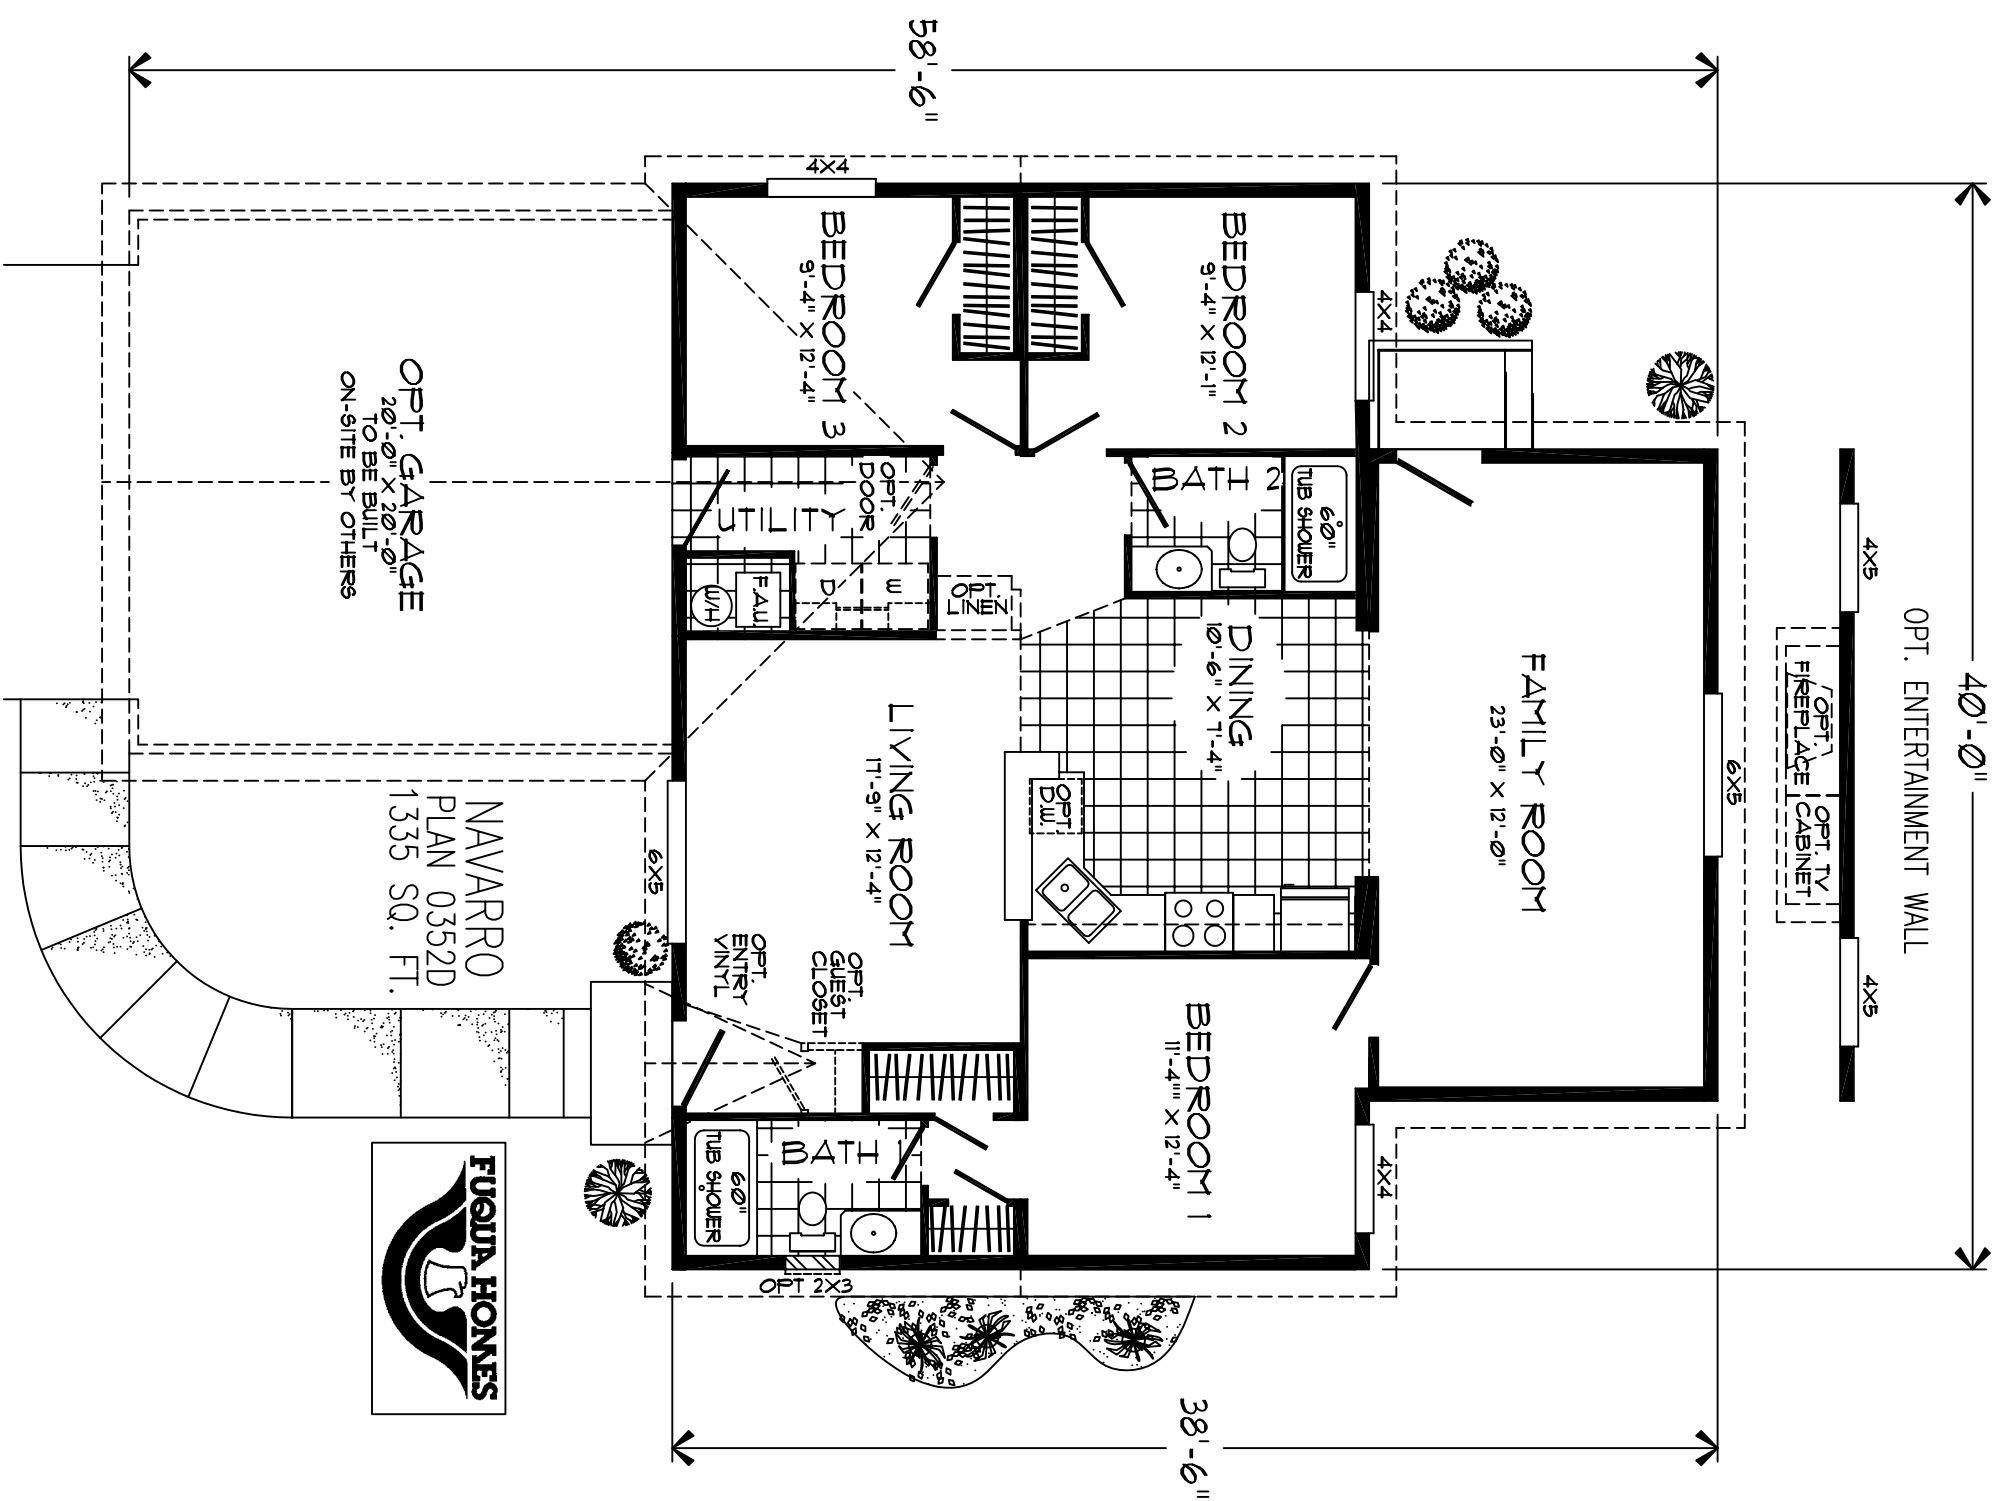 40'-0"
OPT. ENTERTAINMENT WALL
4X5
4X5
OPT.
FIREPLACE
OPT. TV
CABINET
6X5
FAMILY ROOM
23'-0" X 12'-0"
4X4
4X4
60"
TUB SHOWER
BATH 2
BEDROOM 2
9'-4" X 12'-1"
DINING
10'-6" X 7'-4"
BEDROOM 1
11'-4" X 12'-4"
38'-6"
58'-6"
OPT.
D.W.
OPT.
LINEN
LIVING ROOM
17'-9" X 12'-4"
4X4
BEDROOM 3
9'-4" X 12'-4"
OPT.
DOOR
UTILITY
W
D
F.A.U.
W/H
OPT.
GUEST
CLOSET
OPT.
ENTRY
VINYL
BATH 1
60"
TUB SHOWER
OPT 2X3
6X5
OPT. GARAGE
20'-0" X 20'-0"
TO BE BUILT
ON-SITE BY OTHERS
NAVARRO
PLAN 0352D
1335 SQ. FT.
FUQUA HOMES